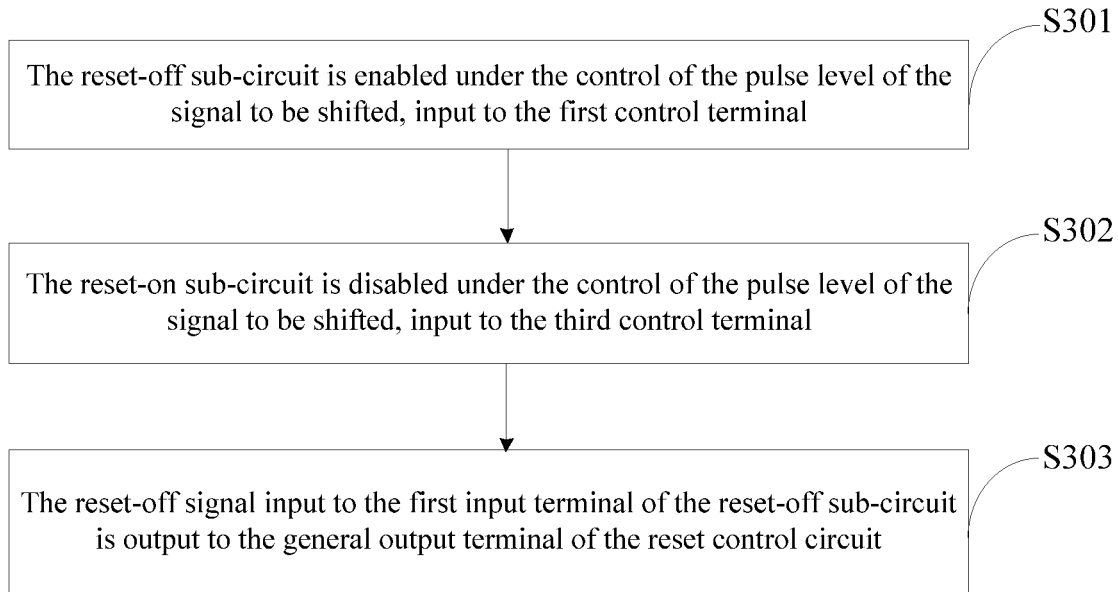 S301
The reset-off sub-circuit is enabled under the control of the pulse level of the
signal to be shifted, input to the first control terminal
S302
The reset-on sub-circuit is disabled under the control of the pulse level of the
signal to be shifted, input to the third control terminal
S303
The reset-off signal input to the first input terminal of the reset-off sub-circuit
is output to the general output terminal of the reset control circuit